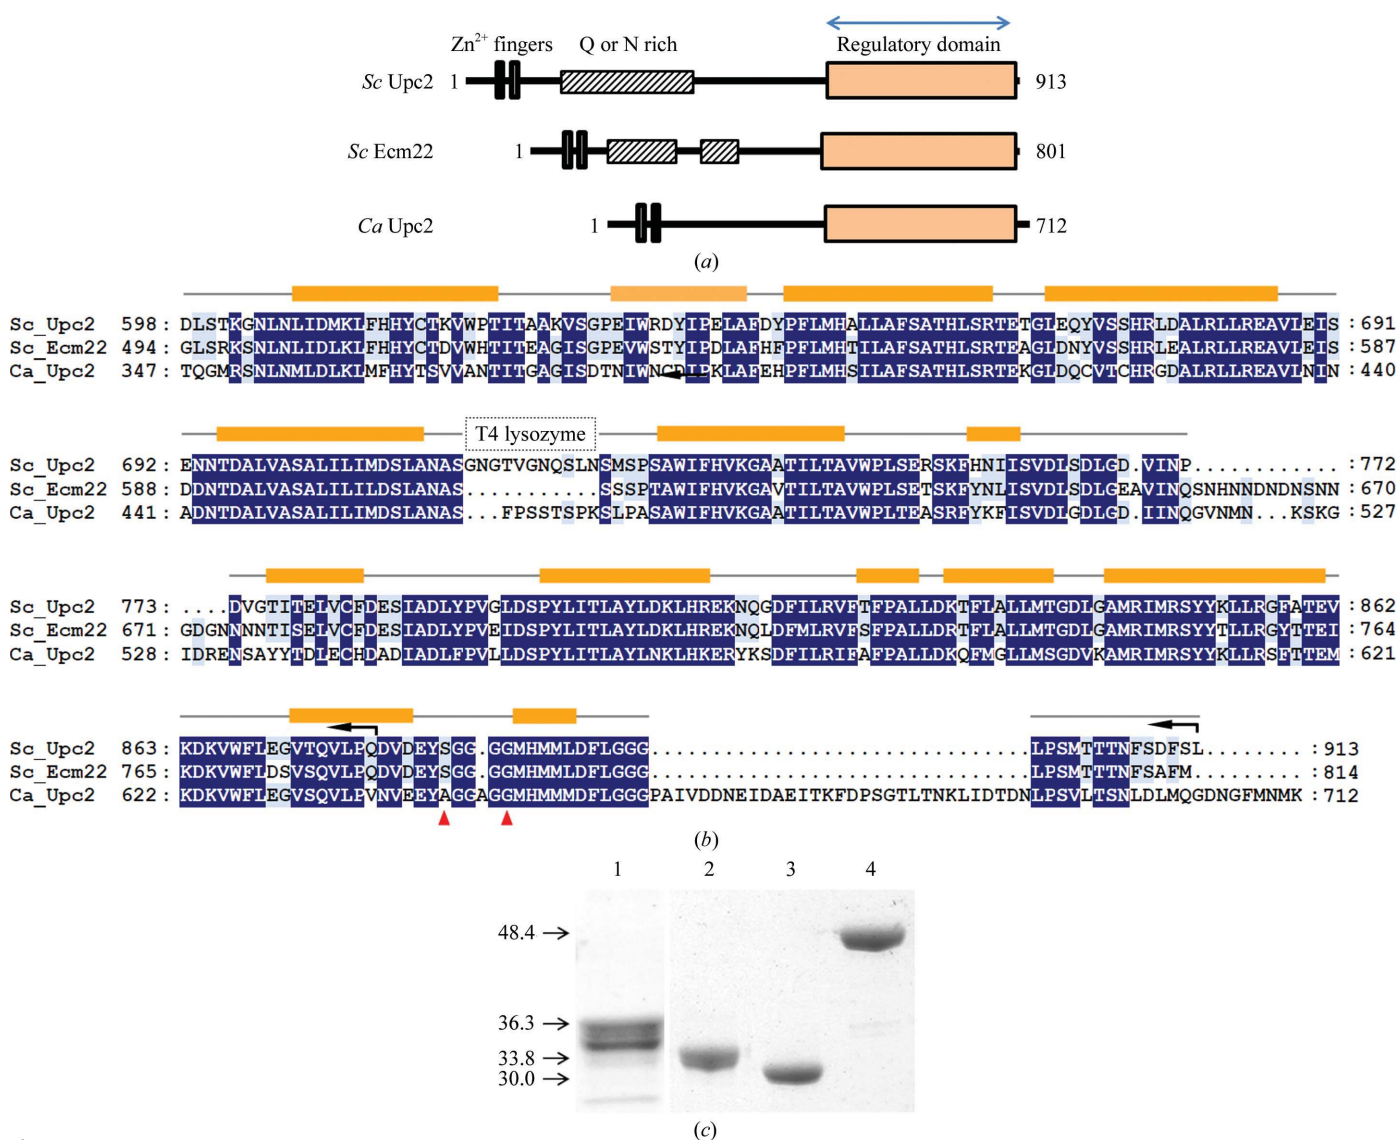 Zn2+ fingers Q or N rich Regulatory domain
Sc Upc2 1 913
Sc Ecm22 1 801
Ca Upc2 1 712
(a)
Sc_Upc2 598: DLSTKGNLNLIDMKLFHHYCTKVWPTITAAKVSGPEIWRDYIPELAFDYPFLMHALLAFSATHLSRTETGLEQYVSSHRLDALRLLREAVLEIS :691
Sc_Ecm22 494: GLSRKSNLNLIDLKLFHHYCTDVWHTITEAGISGPEVWSTYIPDLAFHFPFLMHTILAFSATHLSRTEAGLDNYVSSHRLEALRLLREAVLEIS :587
Ca_Upc2 347: TQGMRSNLNMLDLKLMFHYTSVVANTITGAGISDTNIWNCDIPKLAFEHPFLMHSILAFSATHLSRTEKGLDQCVTCHRGDALRLLREAVLNIN :440
T4 lysozyme
Sc_Upc2 692: ENNTDALVASALILIMDSLANASGNGTVGNQSLNSMSPSAWIFHVKGAATILTAVWPLSERSKFHNIISVDLSDLGD.VINP............ :772
Sc_Ecm22 588: DDNTDALVASALILILDSLANAS...........SSSPTAWIFHVKGAVTILTAVWPLSETSKFYNLISVDLSDLGEAVINQSNHNNDNDNSNN :670
Ca_Upc2 441: ADNTDALVASALILIMDSLANAS...FPSSTSPKSLPASAWIFHVKGAATILTAVWPLTEASRFYKFISVDLGDLGD.IINQGVNMN...KSKG :527
Sc_Upc2 773: ....DVGTITELVCFDESIADLYPVGLDSPYLITLAYLDKLHREKNQGDFILRVFTFPALLDKTFLALLMTGDLGAMRIMRSYYKLLRGFATEV :862
Sc_Ecm22 671: GDGNNNNTISELVCFDESIADLYPVEIDSPYLITLAYLDKLHREKNQLDFMLRVFSFPALLDRTFLALLMTGDLGAMRIMRSYYTLLRGYTTEI :764
Ca_Upc2 528: IDRENSAYYTDLECHDADIADLFPVLLDSPYLITLAYLNKLHKERYKSDFILRIFAFPALLDKQFMGLLMSGDVKAMRIMRSYYKLLRSFTTEM :621
Sc_Upc2 863: KDKVWFLEGVTQVLPQDVDEYSGG.GGMHMMLDFLGGG...............................LPSMTTTNFSDFSL......... :913
Sc_Ecm22 765: KDKVWFLDSVSQVLPQDVDEYSGG.GGMHMMLDFLGGG...............................LPSMTTTNFSAFM.......... :814
Ca_Upc2 622: KDKVWFLEGVSQVLPVNVEEYAGGAGGMHMMMDFLGGGPAIVDDNEIDAEITKFDPSGTLTNKLIDTDNLPSVLTSNLDLMQGDNGFMNMK :712
(b)
1 2 3 4
48.4
36.3
33.8
30.0
(c)